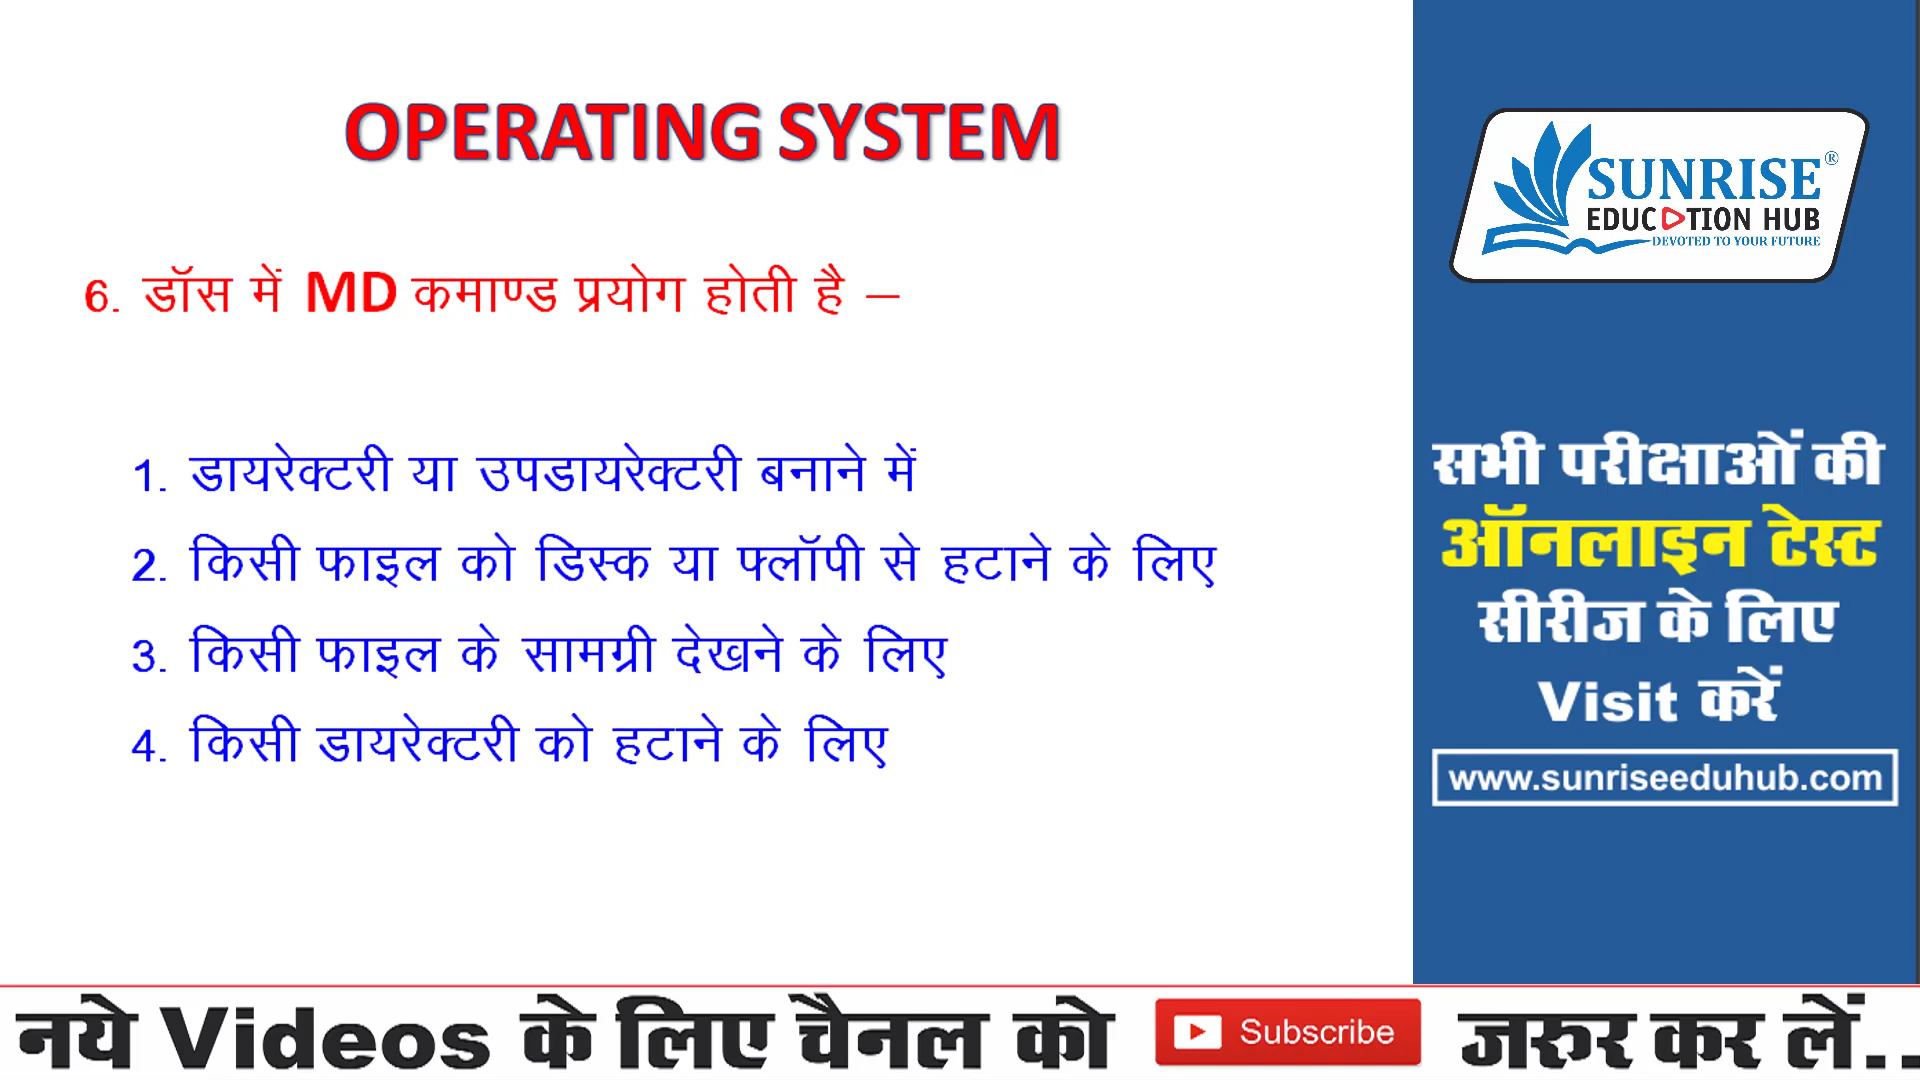 OPERATING SYSTEM
6. डॉस में MD कमाण्ड प्रयोग होती है –
1. डायरेक्टरी या उपडायरेक्टरी बनाने में
2. किसी फाइल को डिस्क या फ्लॉपी से हटाने के लिए
3. किसी फाइल के सामग्री देखने के लिए
4. किसी डायरेक्टरी को हटाने के लिए
SUNRISE®
EDUCATION HUB
DEVOTED TO YOUR FUTURE
सभी परीक्षाओं की
ऑनलाइन टेस्ट
सीरीज के लिए
Visit करें
www.sunriseeduhub.com
नये Videos के लिए चैनल को Subscribe जरुर कर लें..